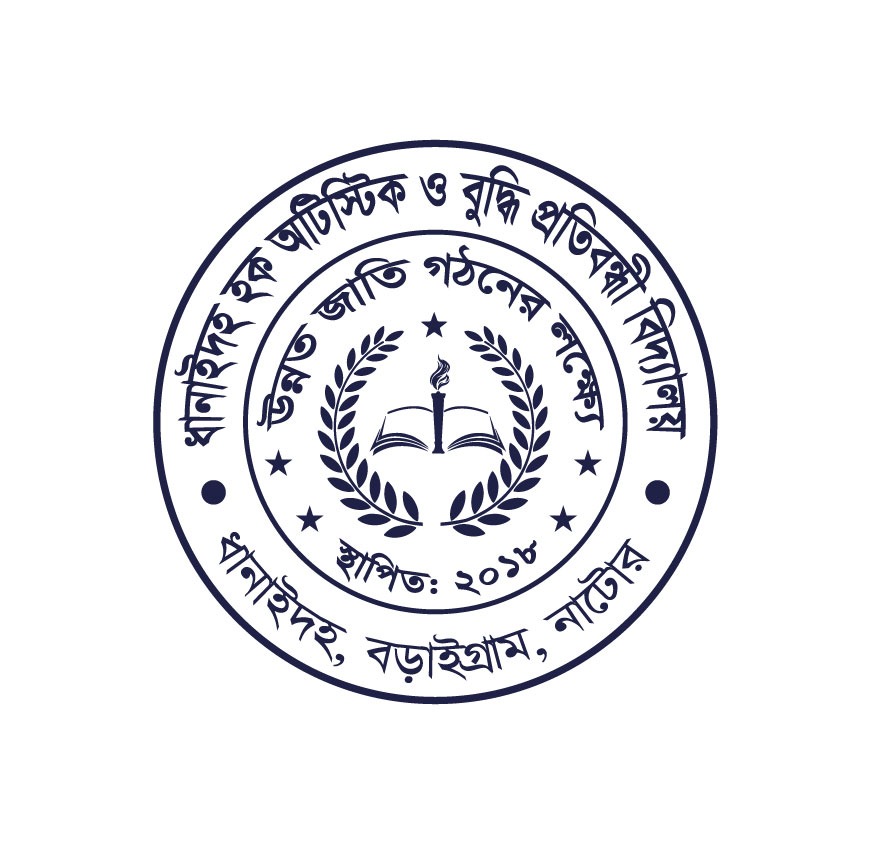 ধানাইদহ হক অটিস্টিক ও বুদ্ধি প্রতিবন্ধী বিদ্যালয়
উন্নত জাতি গঠনের লক্ষ্যে
স্থাপিত: ২০১৮
ধানাইদহ, বড়াইগ্রাম, নাটোর